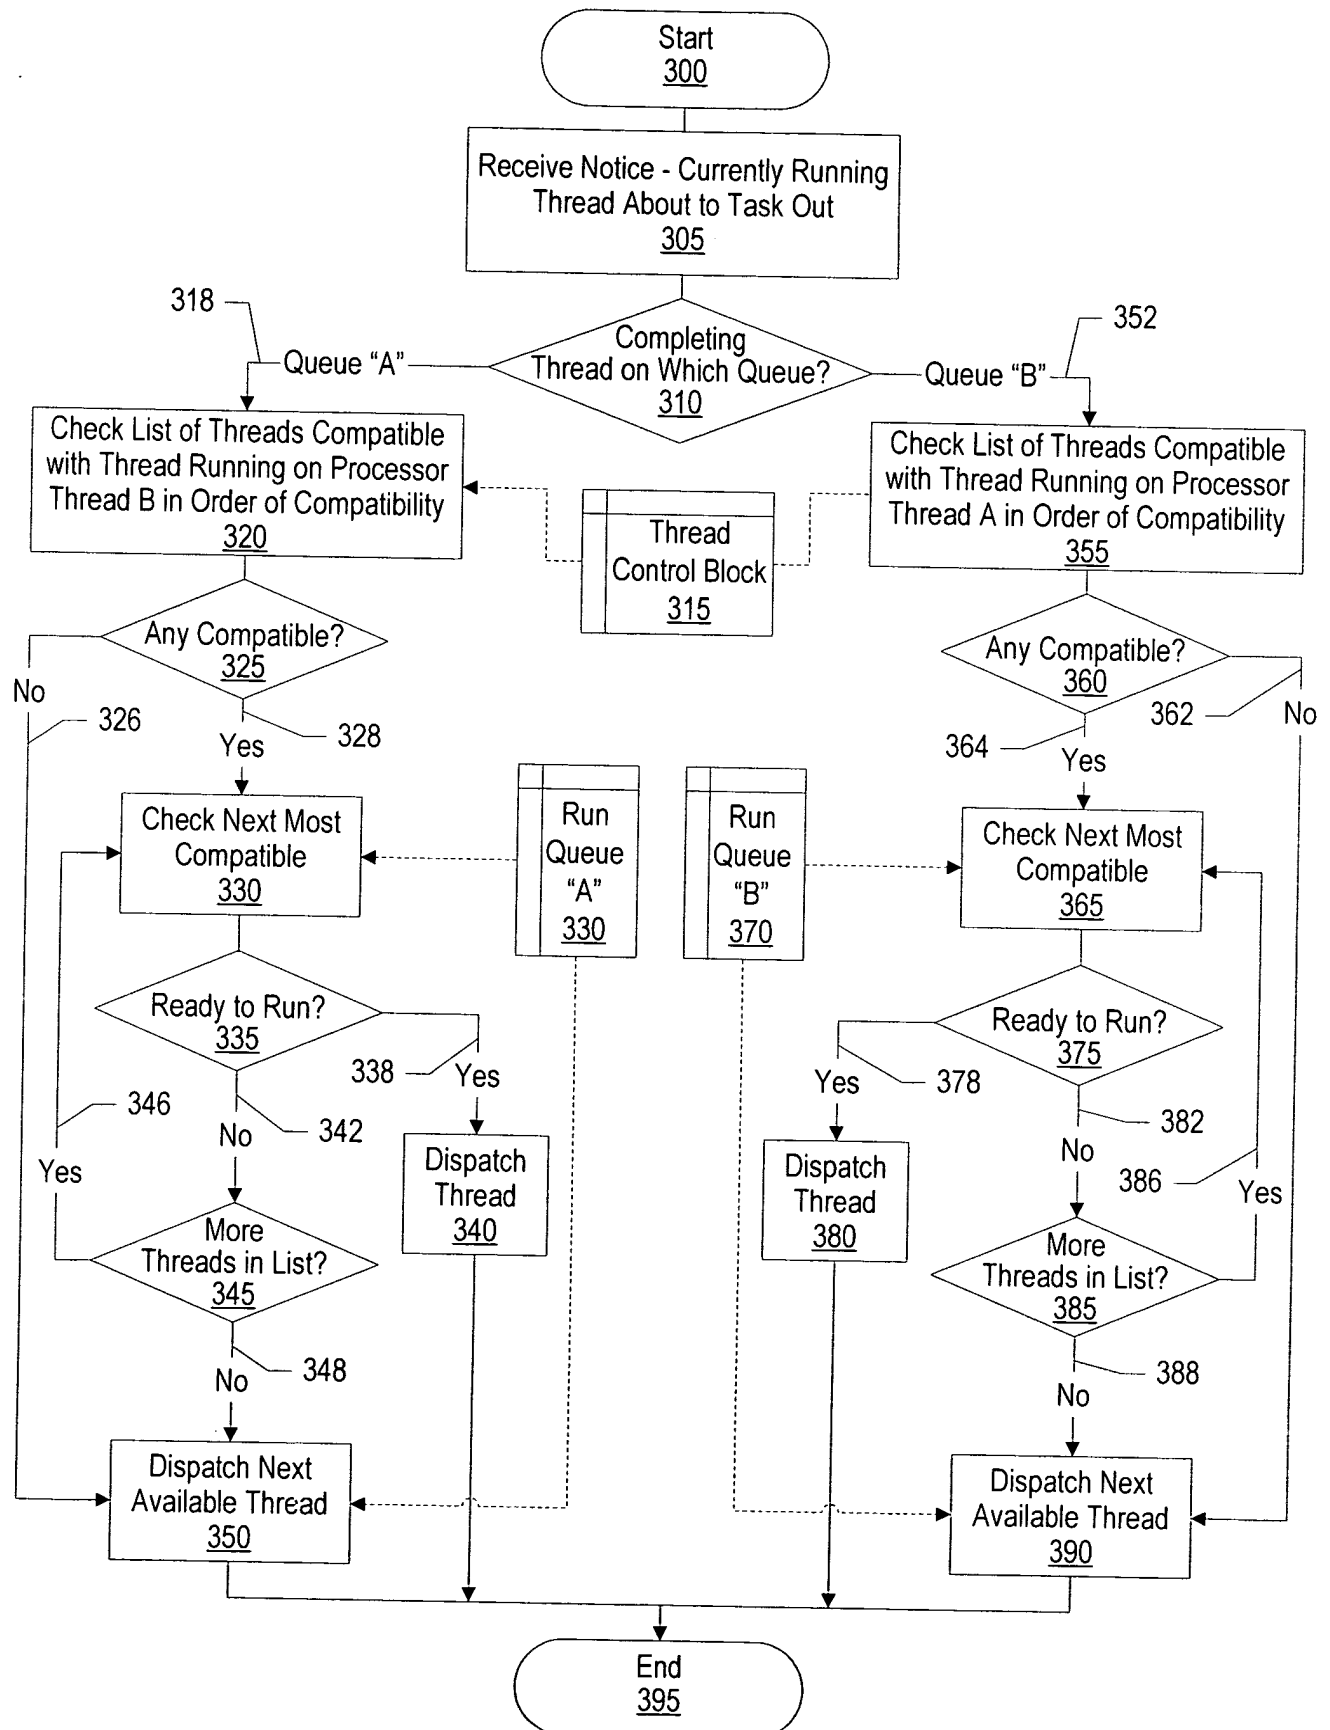 Start
300
Receive Notice - Currently Running
Thread About to Task Out
305
318
352
Completing
Thread on Which Queue?
310
Queue “A”
Queue “B”
Check List of Threads Compatible
with Thread Running on Processor
Thread B in Order of Compatibility
320
Thread
Control Block
315
Check List of Threads Compatible
with Thread Running on Processor
Thread A in Order of Compatibility
355
Any Compatible?
325
No
326
328
Yes
Any Compatible?
360
362
No
364
Yes
Check Next Most
Compatible
330
Run
Queue
“A”
330
Run
Queue
“B”
370
Check Next Most
Compatible
365
Ready to Run?
335
338
Yes
346
342
No
Yes
Dispatch
Thread
340
Ready to Run?
375
Yes
378
382
No
386
Yes
Dispatch
Thread
380
More
Threads in List?
345
348
No
More
Threads in List?
385
388
No
Dispatch Next
Available Thread
350
Dispatch Next
Available Thread
390
End
395